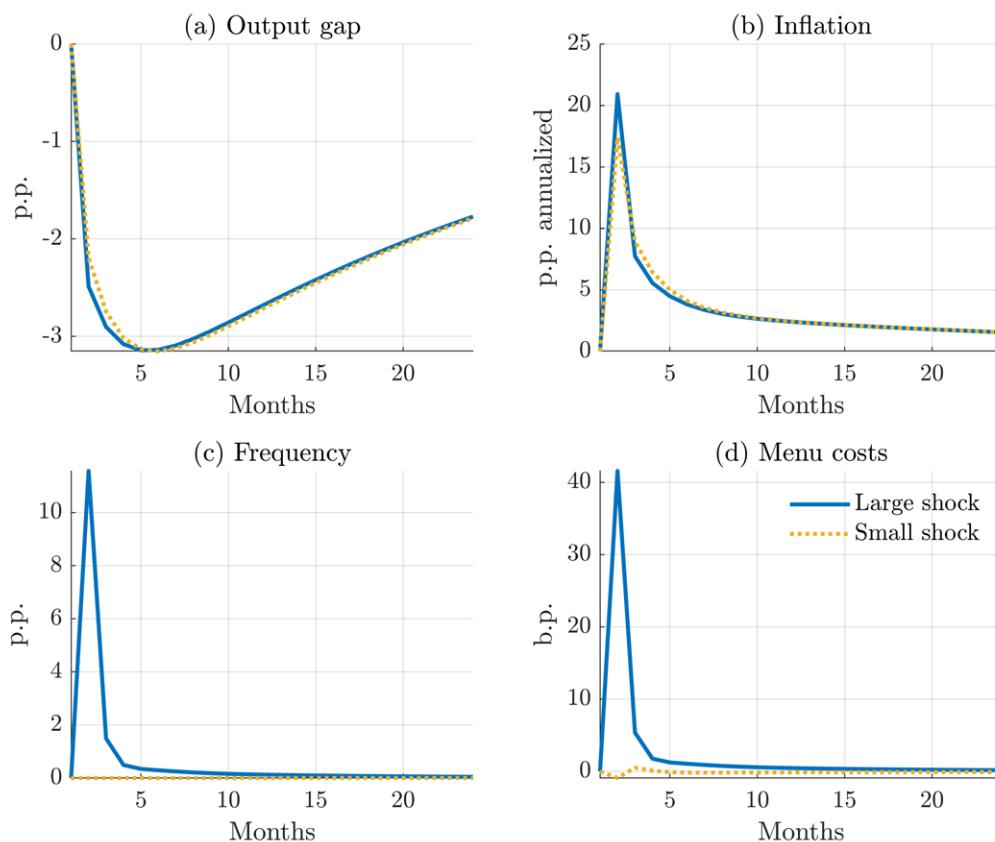 (a) Output gap
0
-1
-2
-3
p.p.
5 10 15 20
Months
(b) Inflation
25
20
15
10
5
0
p.p. annualized
5 10 15 20
Months
(c) Frequency
10
8
6
4
2
0
p.p.
5 10 15 20
Months
(d) Menu costs
40
30
20
10
0
b.p.
Large shock
Small shock
5 10 15 20
Months